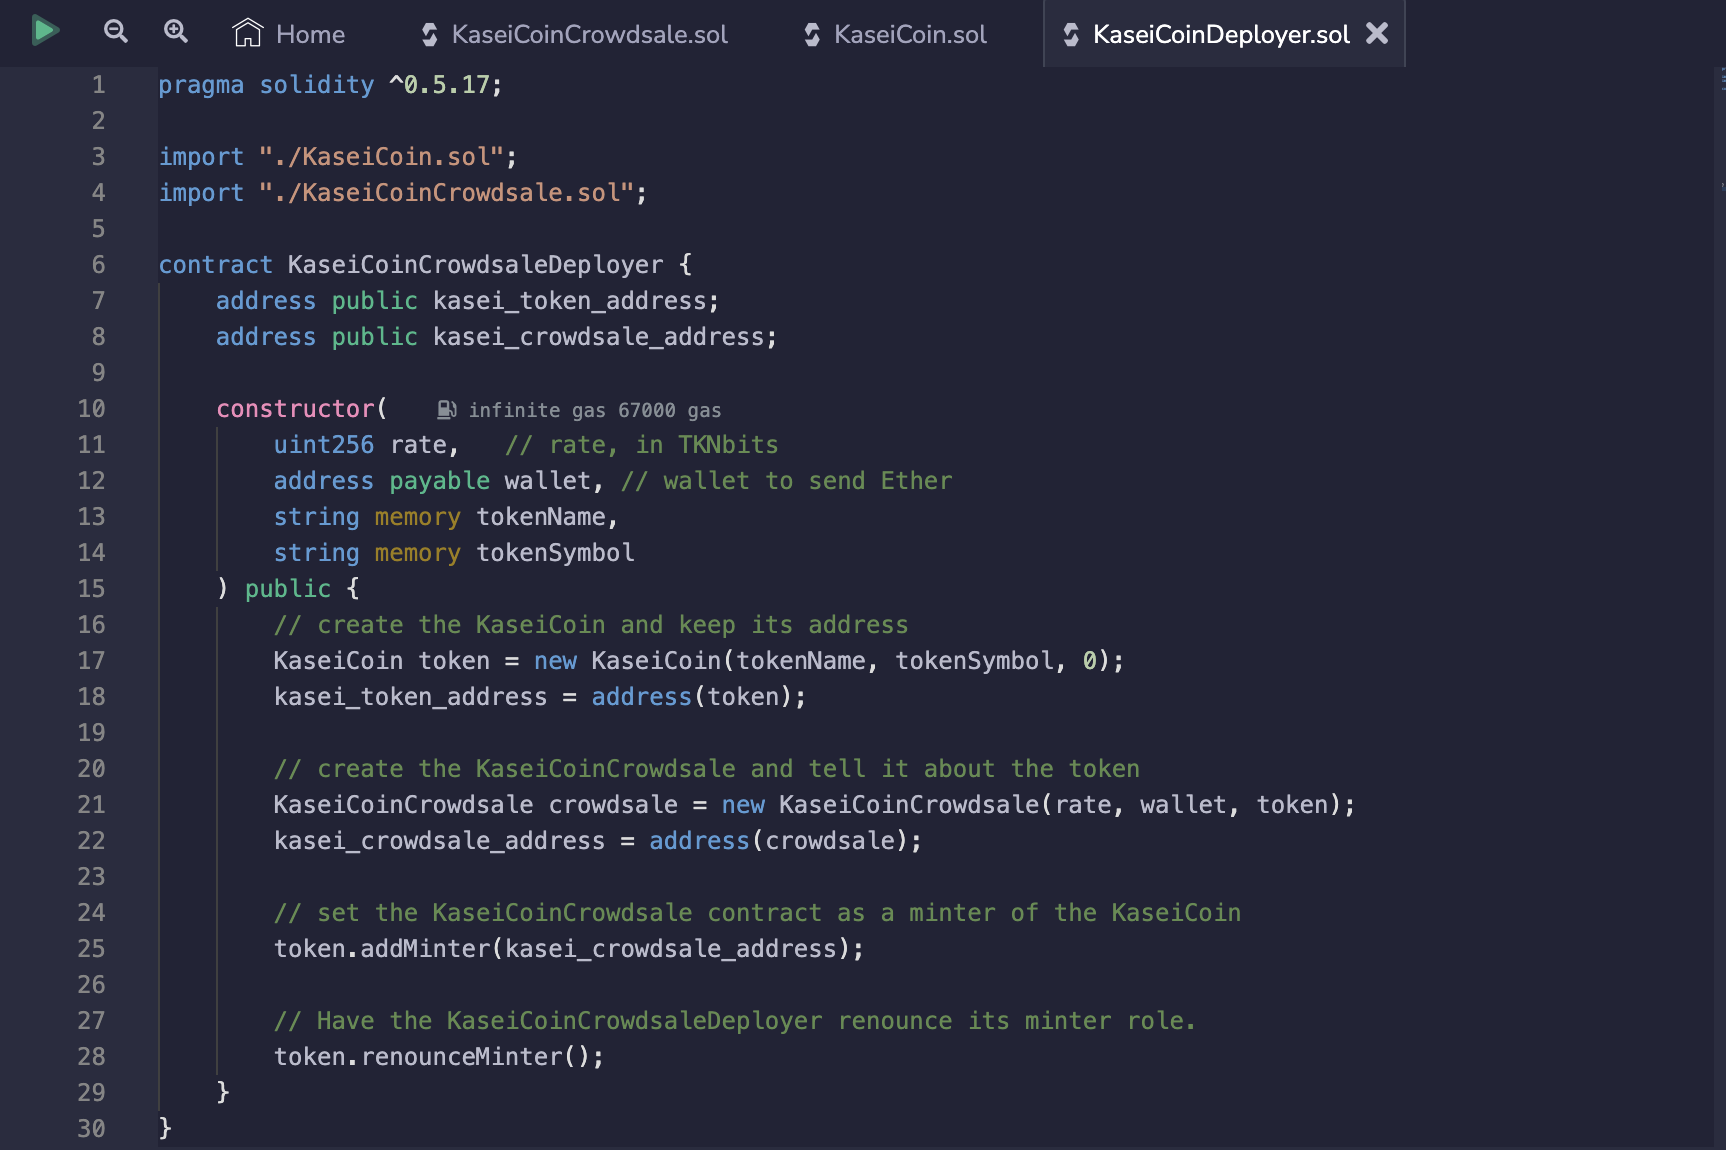 Home KaseiCoinCrowdsale.sol KaseiCoin.sol KaseiCoinDeployer.sol
1 pragma solidity ^0.5.17;
2
3 import "./KaseiCoin.sol";
4 import "./KaseiCoinCrowdsale.sol";
5
6 contract KaseiCoinCrowdsaleDeployer {
7     address public kasei_token_address;
8     address public kasei_crowdsale_address;
9
10     constructor( infinite gas 67000 gas
11         uint256 rate,   // rate, in TKNbits
12         address payable wallet, // wallet to send Ether
13         string memory tokenName,
14         string memory tokenSymbol
15     ) public {
16         // create the KaseiCoin and keep its address
17         KaseiCoin token = new KaseiCoin(tokenName, tokenSymbol, 0);
18         kasei_token_address = address(token);
19
20         // create the KaseiCoinCrowdsale and tell it about the token
21         KaseiCoinCrowdsale crowdsale = new KaseiCoinCrowdsale(rate, wallet, token);
22         kasei_crowdsale_address = address(crowdsale);
23
24         // set the KaseiCoinCrowdsale contract as a minter of the KaseiCoin
25         token.addMinter(kasei_crowdsale_address);
26
27         // Have the KaseiCoinCrowdsaleDeployer renounce its minter role.
28         token.renounceMinter();
29     }
30 }